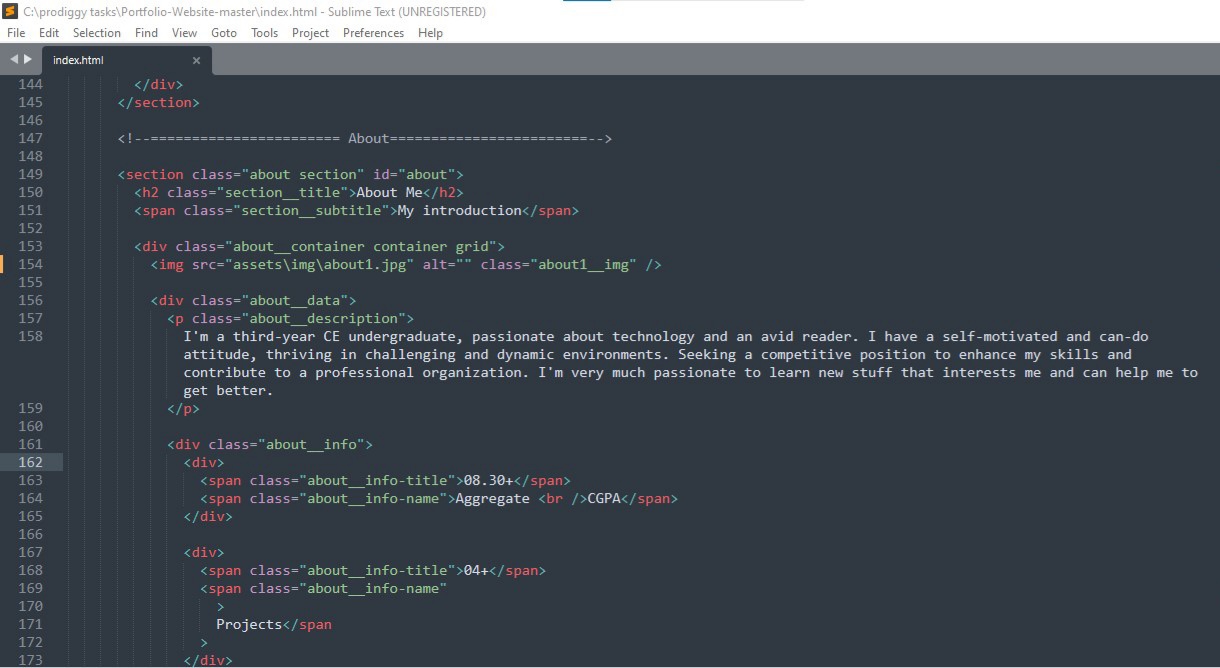 C:\prodiggy tasks\Portfolio-Website-master\index.html - Sublime Text (UNREGISTERED)
File Edit Selection Find View Goto Tools Project Preferences Help
index.html ×
144 </div>
145 </section>
146
147 <!--======================= About========================-->
148
149 <section class="about section" id="about">
150 <h2 class="section__title">About Me</h2>
151 <span class="section__subtitle">My introduction</span>
152
153 <div class="about__container container grid">
154 <img src="assets\img\about1.jpg" alt="" class="about1__img" />
155
156 <div class="about__data">
157 <p class="about__description">
158 I'm a third-year CE undergraduate, passionate about technology and an avid reader. I have a self-motivated and can-do
attitude, thriving in challenging and dynamic environments. Seeking a competitive position to enhance my skills and
contribute to a professional organization. I'm very much passionate to learn new stuff that interests me and can help me to
get better.
159 </p>
160
161 <div class="about__info">
162 <div>
163 <span class="about__info-title">08.30+</span>
164 <span class="about__info-name">Aggregate <br />CGPA</span>
165 </div>
166
167 <div>
168 <span class="about__info-title">04+</span>
169 <span class="about__info-name"
170 >
171 Projects</span
172 >
173 </div>